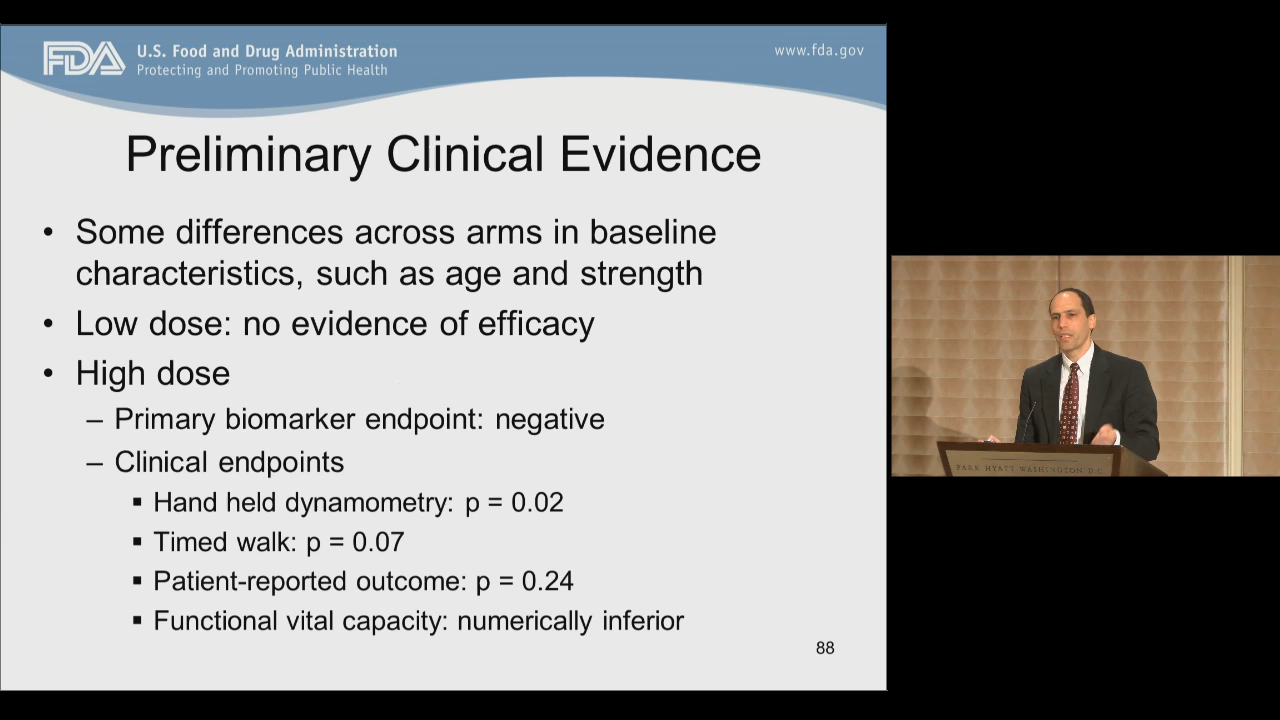 FDA
U.S. Food and Drug Administration
Protecting and Promoting Public Health
www.fda.gov
Preliminary Clinical Evidence
• Some differences across arms in baseline
characteristics, such as age and strength
• Low dose: no evidence of efficacy
• High dose
– Primary biomarker endpoint: negative
– Clinical endpoints
▪ Hand held dynamometry: p = 0.02
▪ Timed walk: p = 0.07
▪ Patient-reported outcome: p = 0.24
▪ Functional vital capacity: numerically inferior
88
PARK HYATT WASHINGTON D.C.